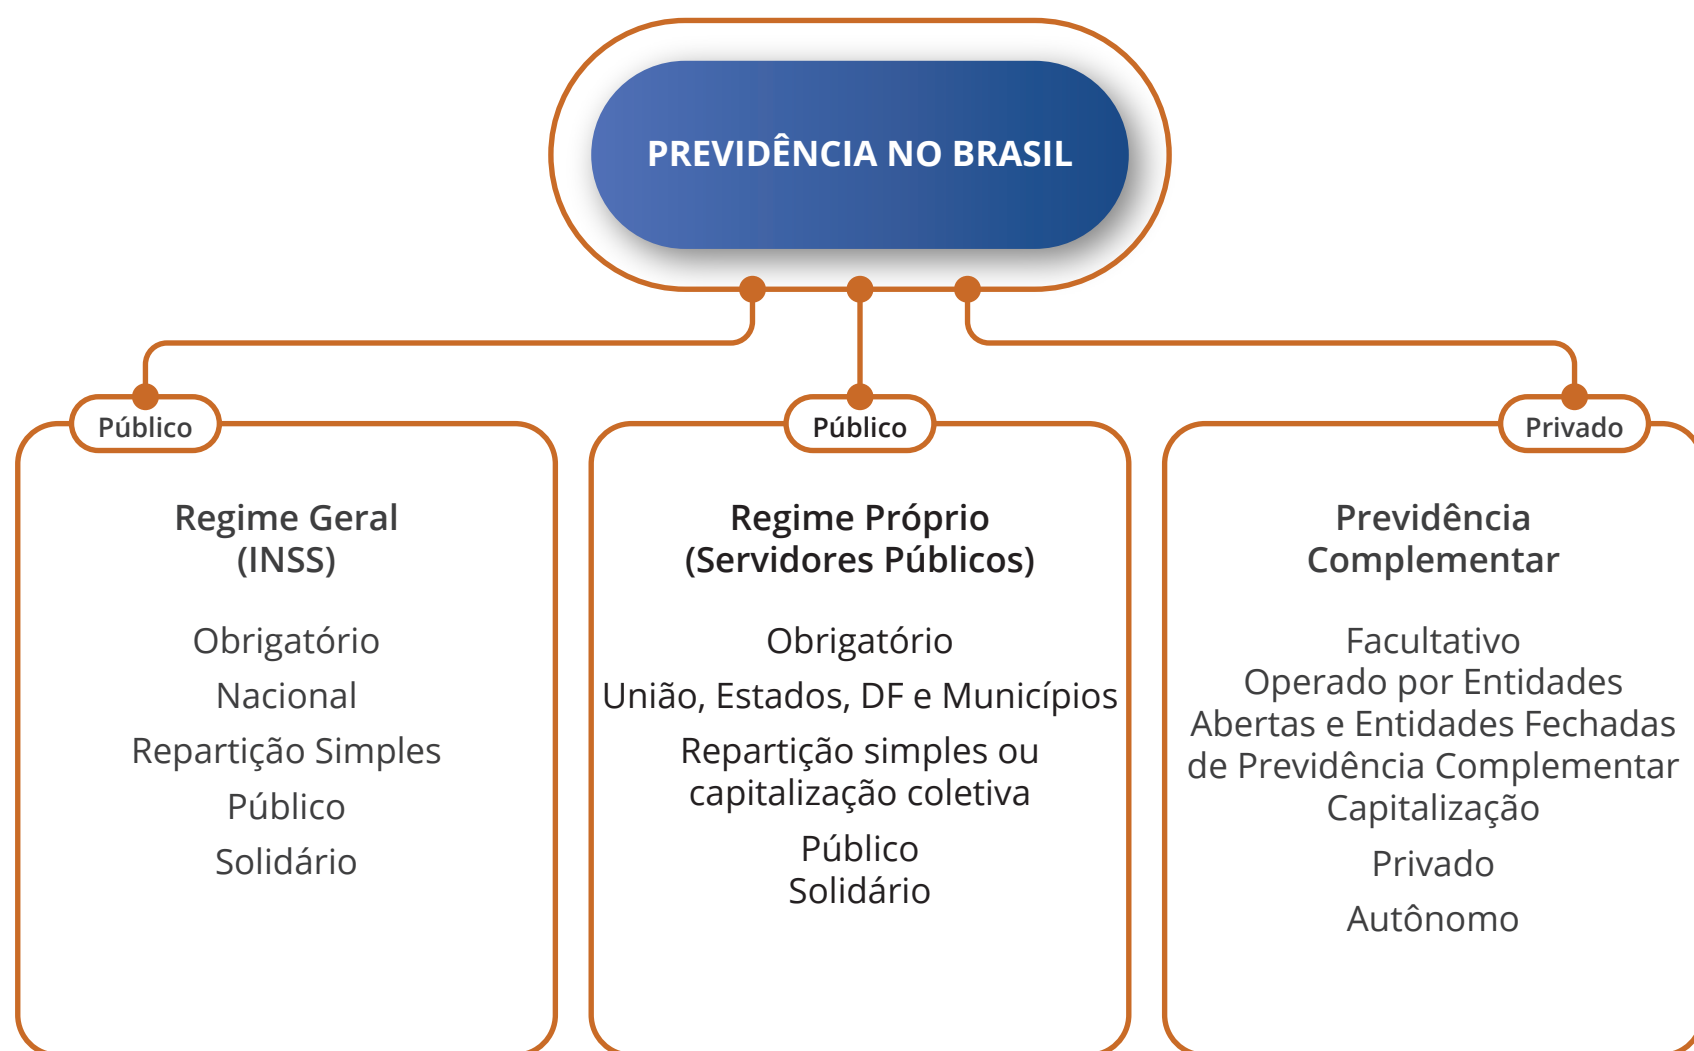 PREVIDÊNCIA NO BRASIL
Público
Regime Geral
(INSS)
Obrigatório
Nacional
Repartição Simples
Público
Solidário
Público
Regime Próprio
(Servidores Públicos)
Obrigatório
União, Estados, DF e Municípios
Repartição simples ou
capitalização coletiva
Público
Solidário
Privado
Previdência
Complementar
Facultativo
Operado por Entidades
Abertas e Entidades Fechadas
de Previdência Complementar
Capitalização
Privado
Autônomo